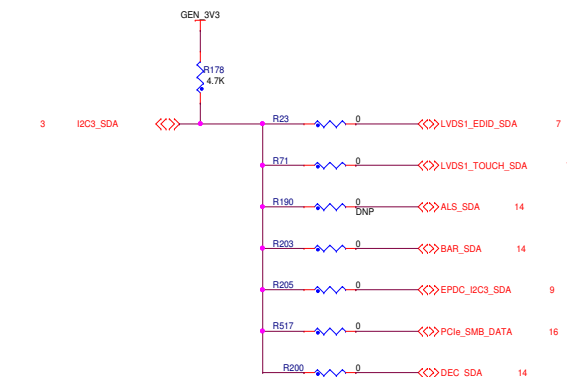 GEN_3V3
R178
4.7K
3 I2C3_SDA R23 0 LVDS1_EDID_SDA 7
R71 0 LVDS1_TOUCH_SDA
R190 0 ALS_SDA 14
DNP
R203 0 BAR_SDA 14
R205 0 EPDC_I2C3_SDA 9
R517 0 PCIe_SMB_DATA 16
R200 0 DEC_SDA 14